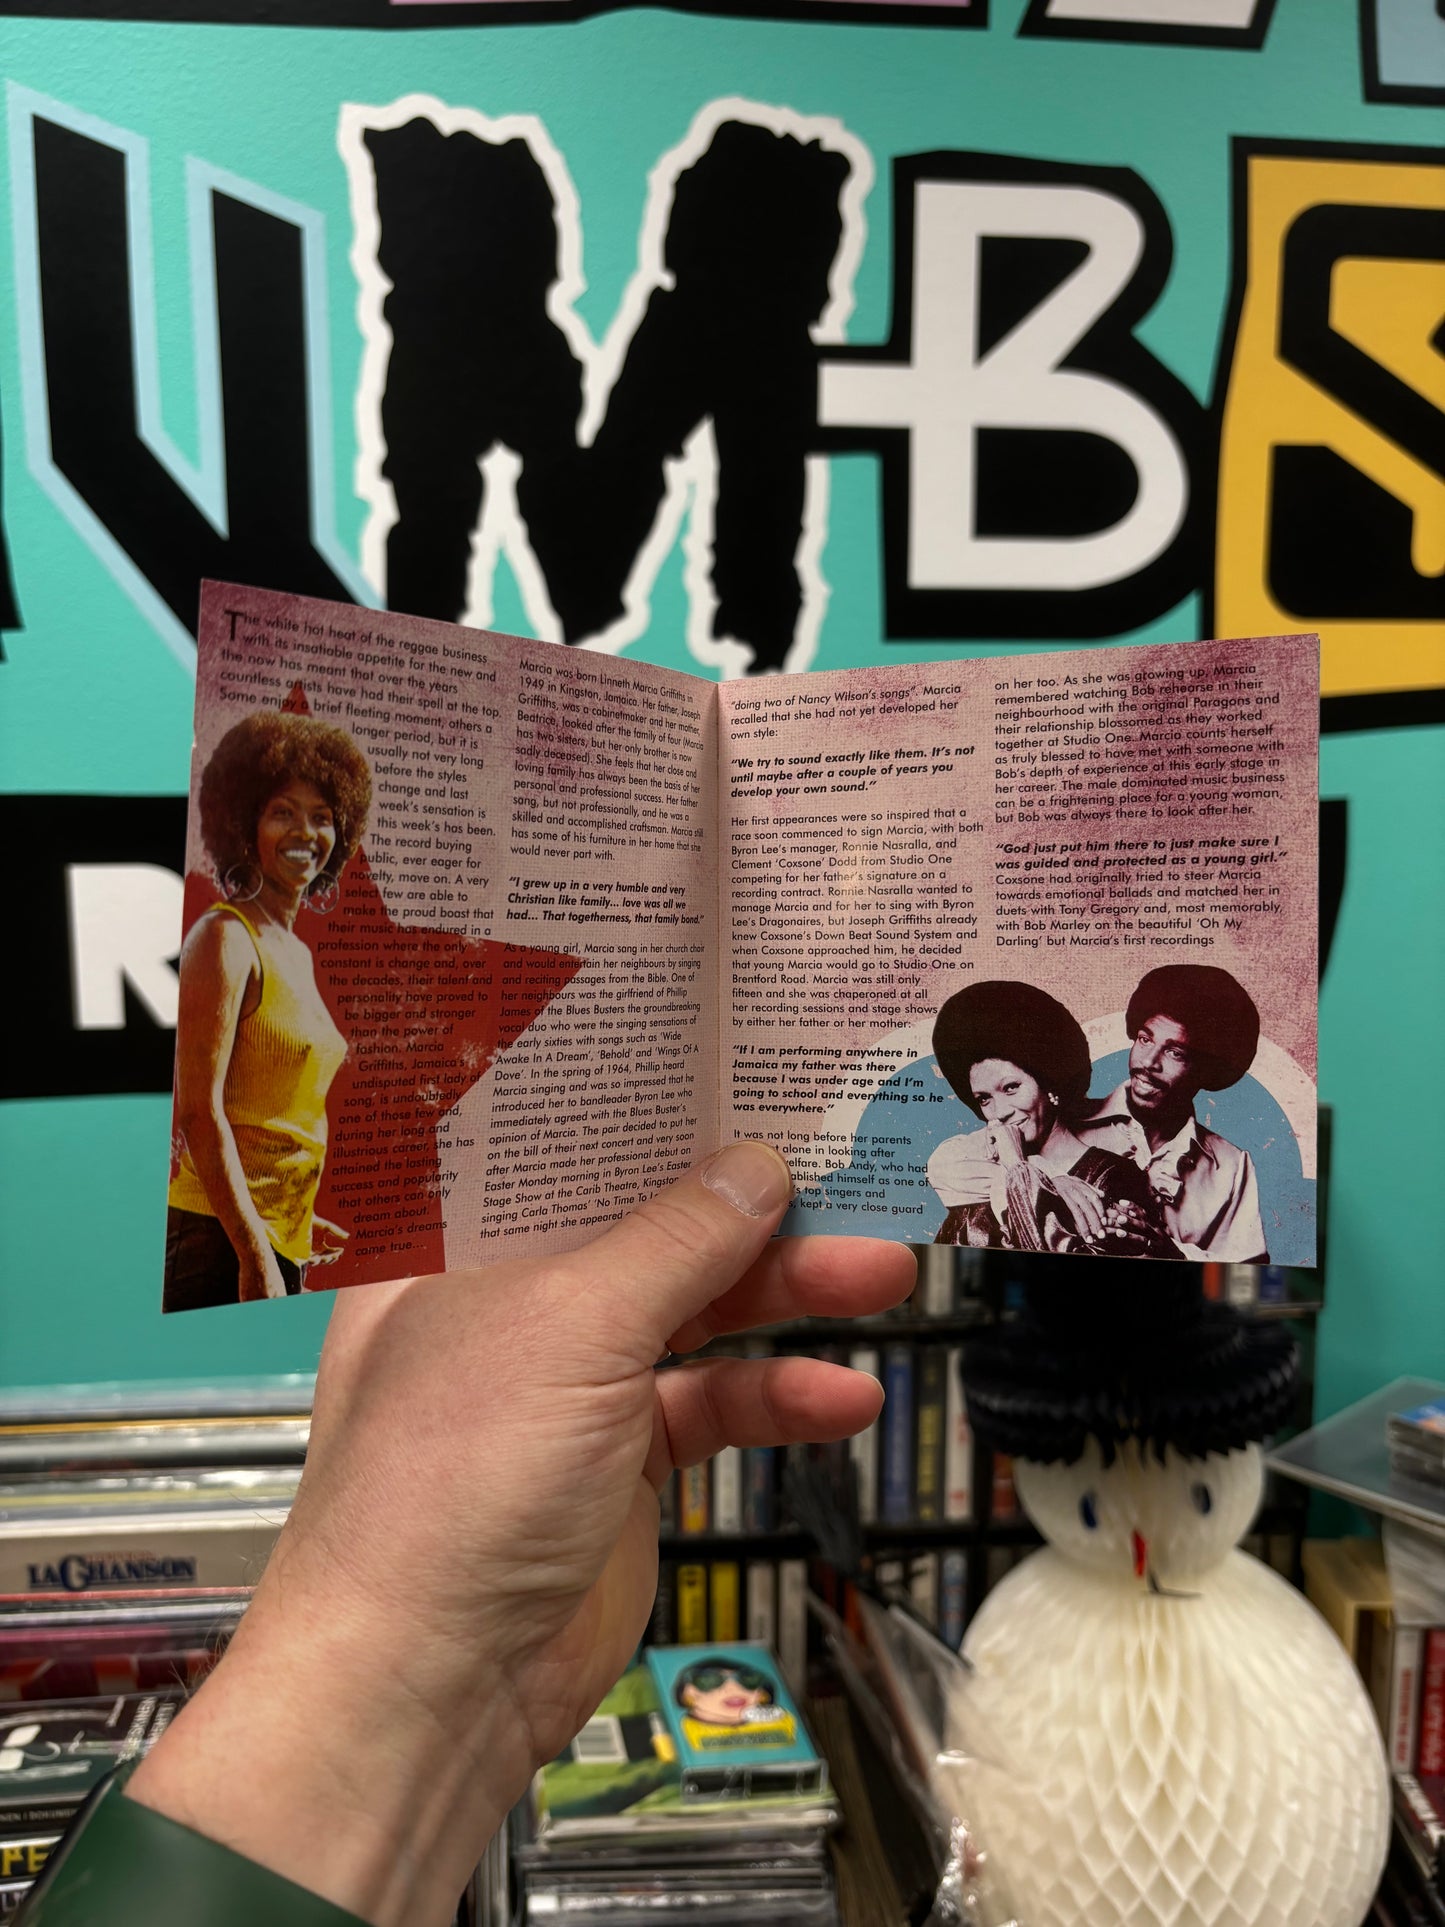 UMBS
R
The white hot heat of the reggae business
with its insatiable appetite for the new and
the now has meant that over the years
countless artists have had their spell at the top.
Some enjoy a brief fleeting moment, others a
longer period, but it is
usually not very long
before the styles
change and last
week's sensation is
this week's has been.
The record buying
public, ever eager for
novelty, move on. A very
select few are able to
make the proud boast that
their music has endured in a
profession where the only
constant is change and, over
the decades, their talent and
personality have proved to
be bigger and stronger
than the power of
fashion. Marcia
Griffiths, Jamaica's
undisputed first lady of
song, is undoubtedly
one of those few and,
during her long and
illustrious career, she has
attained the lasting
success and popularity
that others can only
dream about.
Marcia's dreams
came true...
Marcia was born Linneth Marcia Griffiths in
1949 in Kingston, Jamaica. Her father, Joseph
Griffiths, was a cabinetmaker and her mother,
Beatrice, looked after the family of four (Marcia
has two sisters, but her only brother is now
sadly deceased). She feels that her close and
loving family has always been the basis of her
personal and professional success. Her father
sang, but not professionally, and he was a
skilled and accomplished craftsman. Marcia still
has some of his furniture in her home that she
would never part with.
"I grew up in a very humble and very
Christian like family... love was all we
had... That togetherness, that family bond."
As a young girl, Marcia sang in her church choir
and would entertain her neighbours by singing
and reciting passages from the Bible. One of
her neighbours was the girlfriend of Phillip
James of the Blues Busters the groundbreaking
vocal duo who were the singing sensations of
the early sixties with songs such as 'Wide
Awake In A Dream', 'Behold' and 'Wings Of A
Dove'. In the spring of 1964, Phillip heard
Marcia singing and was so impressed that he
introduced her to bandleader Byron Lee who
immediately agreed with the Blues Buster's
opinion of Marcia. The pair decided to put her
on the bill of their next concert and very soon
after Marcia made her professional debut on
Easter Monday morning in Byron Lee's Easter
Stage Show at the Carib Theatre, Kingston
singing Carla Thomas' 'No Time To
that same night she appeared
"doing two of Nancy Wilson's songs". Marcia
recalled that she had not yet developed her
own style:
"We try to sound exactly like them. It's not
until maybe after a couple of years you
develop your own sound."
Her first appearances were so inspired that a
race soon commenced to sign Marcia, with both
Byron Lee's manager, Ronnie Nasralla, and
Clement 'Coxsone' Dodd from Studio One
competing for her father's signature on a
recording contract. Ronnie Nasralla wanted to
manage Marcia and for her to sing with Byron
Lee's Dragonaires, but Joseph Griffiths already
knew Coxsone's Down Beat Sound System and
when Coxsone approached him, he decided
that young Marcia would go to Studio One on
Brentford Road. Marcia was still only
fifteen and she was chaperoned at all
her recording sessions and stage shows
by either her father or her mother:
"If I am performing anywhere in
Jamaica my father was there
because I was under age and I'm
going to school and everything so he
was everywhere."
It was not long before her parents
alone in looking after
welfare. Bob Andy, who had
ablished himself as one of
's top singers and
kept a very close guard
on her too. As she was growing up, Marcia
remembered watching Bob rehearse in their
neighbourhood with the original Paragons and
their relationship blossomed as they worked
together at Studio One. Marcia counts herself
as truly blessed to have met with someone with
Bob's depth of experience at this early stage in
her career. The male dominated music business
can be a frightening place for a young woman,
but Bob was always there to look after her.
"God just put him there to just make sure I
was guided and protected as a young girl."
Coxsone had originally tried to steer Marcia
towards emotional ballads and matched her in
duets with Tony Gregory and, most memorably,
with Bob Marley on the beautiful 'Oh My
Darling' but Marcia's first recordings
LA CHANSON